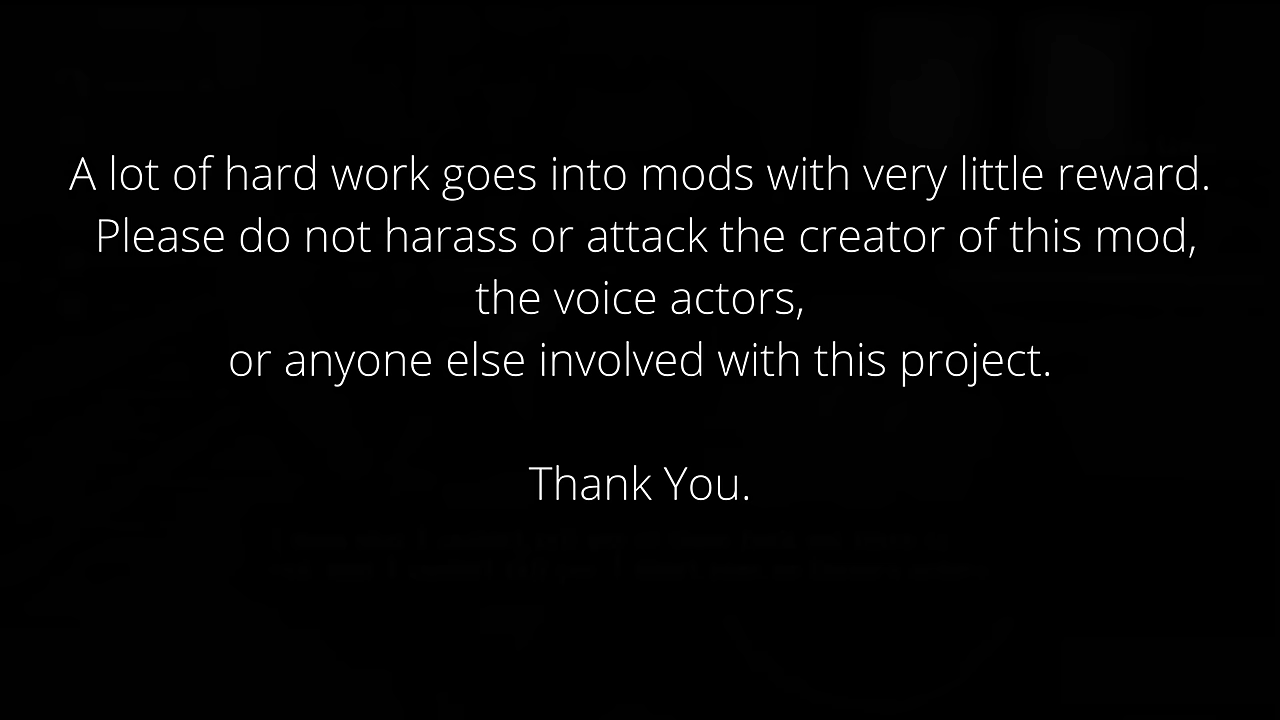 A lot of hard work goes into mods with very little reward.
Please do not harass or attack the creator of this mod,
the voice actors,
or anyone else involved with this project.
Thank You.